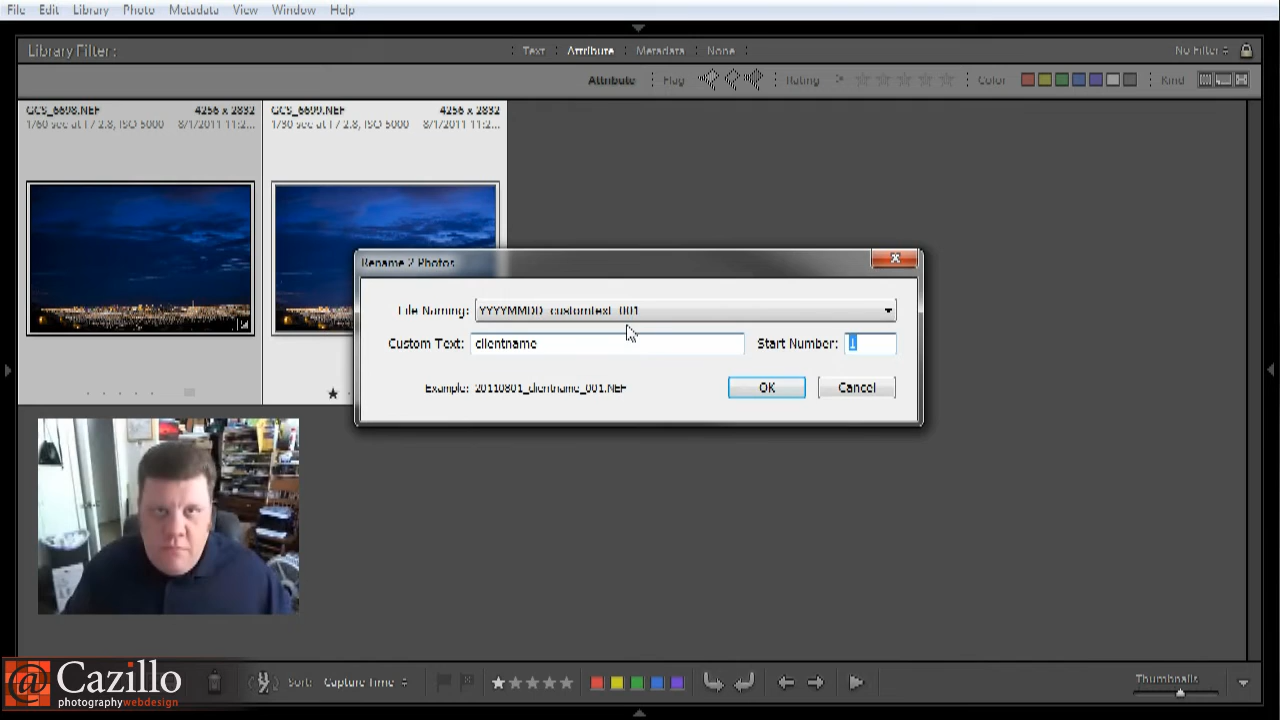 File Edit Library Photo Metadata View Window Help
Library Filter: Text Attribute Metadata None No Filter
Attribute Flag Rating Color Kind
GCS_6698.NEF 4256 x 2832
1/60 sec at f / 2.8, ISO 5000 8/1/2011 11:2...
GCS_6699.NEF 4256 x 2832
1/30 sec at f / 2.8, ISO 5000 8/1/2011 11:2...
Rename 2 Photos
File Naming: YYYYMMDD_customtext_001
Custom Text: clientname Start Number: 1
Example: 20110801_clientname_001.NEF OK Cancel
@ Cazillo
photographywebdesign
Sort: Capture Time Thumbnails